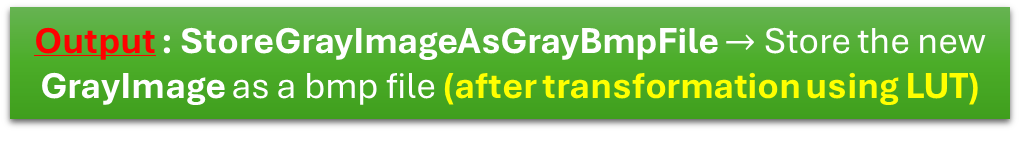 Output : StoreGrayImageAsGrayBmpFile → Store the new
GrayImage as a bmp file (after transformation using LUT)